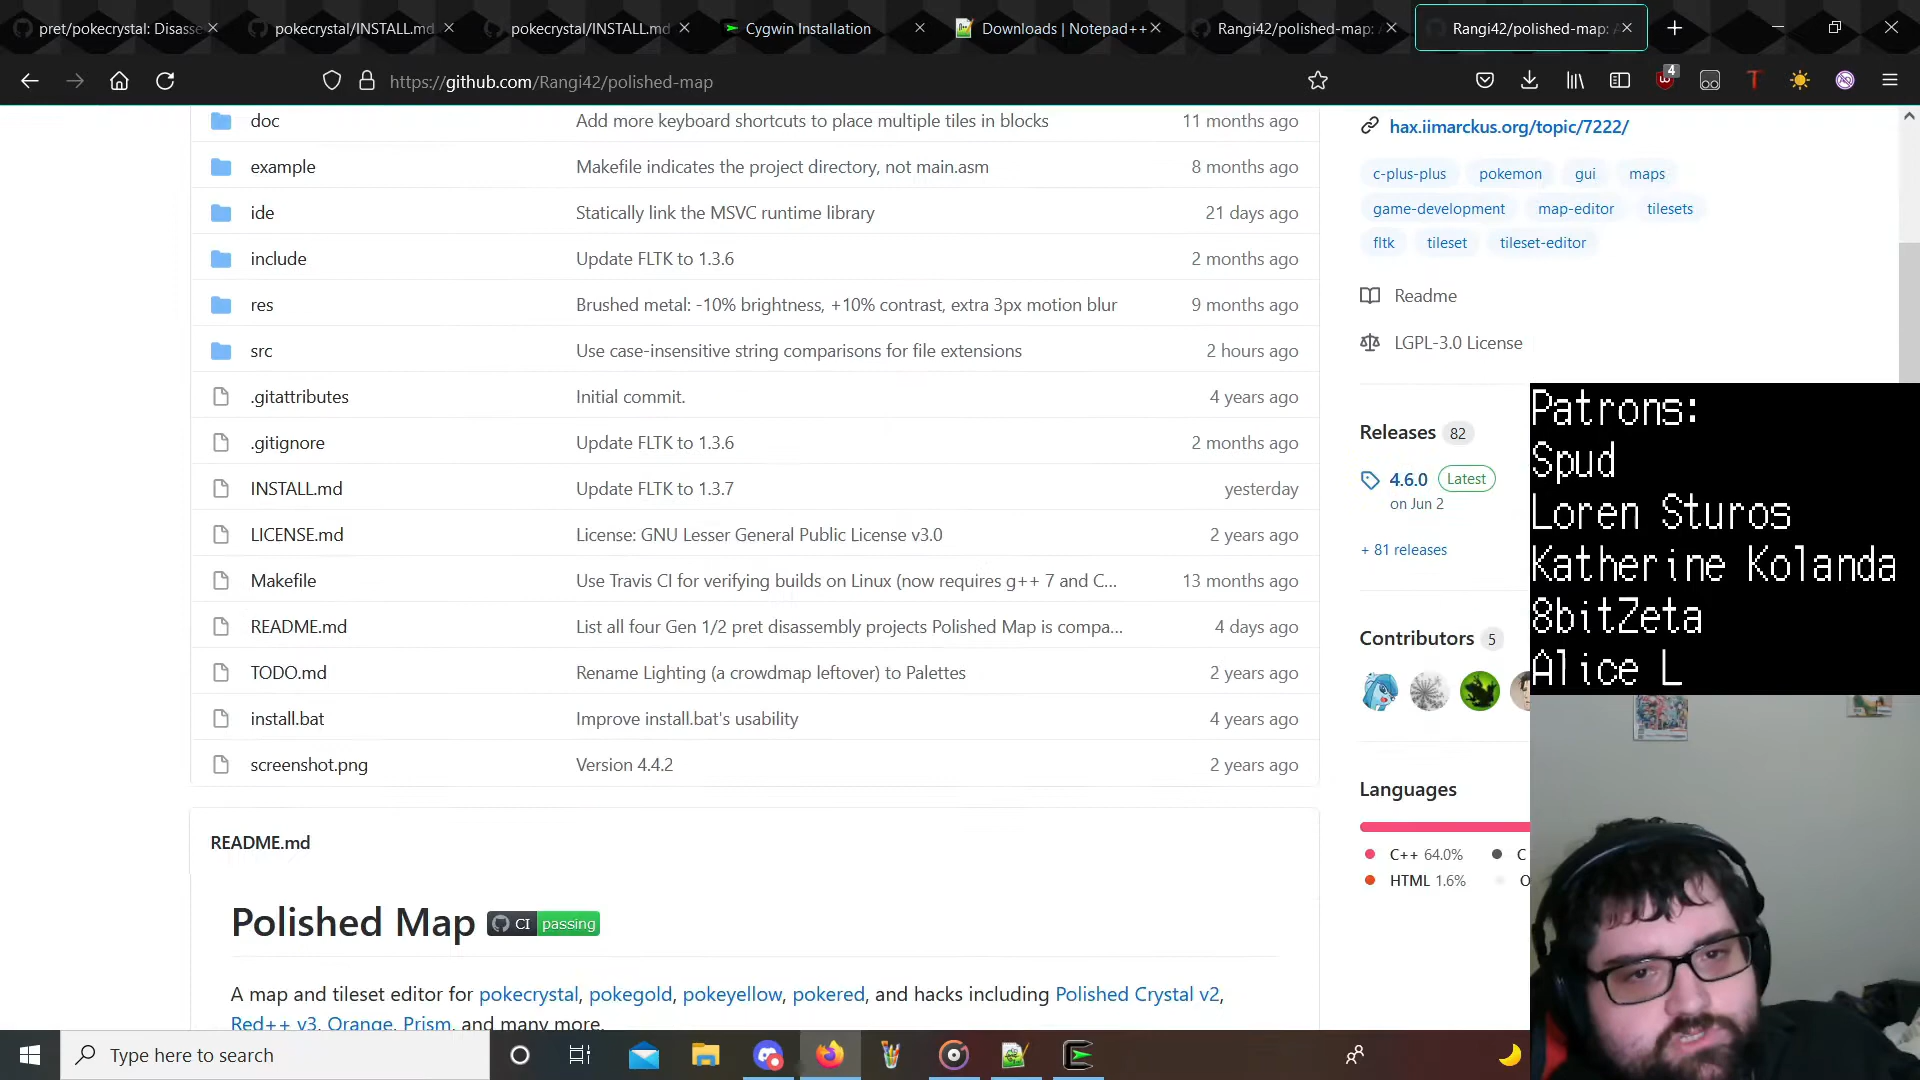 pret/pokecrystal: Disasse
pokecrystal/INSTALL.md
pokecrystal/INSTALL.md
Cygwin Installation
Downloads | Notepad++
Rangi42/polished-map:
Rangi42/polished-map:
https://github.com/Rangi42/polished-map
4
doc
Add more keyboard shortcuts to place multiple tiles in blocks
11 months ago
example
Makefile indicates the project directory, not main.asm
8 months ago
ide
Statically link the MSVC runtime library
21 days ago
include
Update FLTK to 1.3.6
2 months ago
res
Brushed metal: -10% brightness, +10% contrast, extra 3px motion blur
9 months ago
src
Use case-insensitive string comparisons for file extensions
2 hours ago
.gitattributes
Initial commit.
4 years ago
.gitignore
Update FLTK to 1.3.6
2 months ago
INSTALL.md
Update FLTK to 1.3.7
yesterday
LICENSE.md
License: GNU Lesser General Public License v3.0
2 years ago
Makefile
Use Travis CI for verifying builds on Linux (now requires g++ 7 and C...
13 months ago
README.md
List all four Gen 1/2 pret disassembly projects Polished Map is compa...
4 days ago
TODO.md
Rename Lighting (a crowdmap leftover) to Palettes
2 years ago
install.bat
Improve install.bat's usability
4 years ago
screenshot.png
Version 4.4.2
2 years ago
README.md
Polished Map
CI passing
A map and tileset editor for pokecrystal, pokegold, pokeyellow, pokered, and hacks including Polished Crystal v2,
Red++ v3, Orange, Prism, and many more.
hax.iimarckus.org/topic/7222/
c-plus-plus pokemon gui maps
game-development map-editor tilesets
fltk tileset tileset-editor
Readme
LGPL-3.0 License
Releases 82
4.6.0 Latest
on Jun 2
+ 81 releases
Contributors 5
Languages
C++ 64.0% C
HTML 1.6% O
Patrons:
Spud
Loren Sturos
Katherine Kolanda
8bitZeta
Alice L
Type here to search